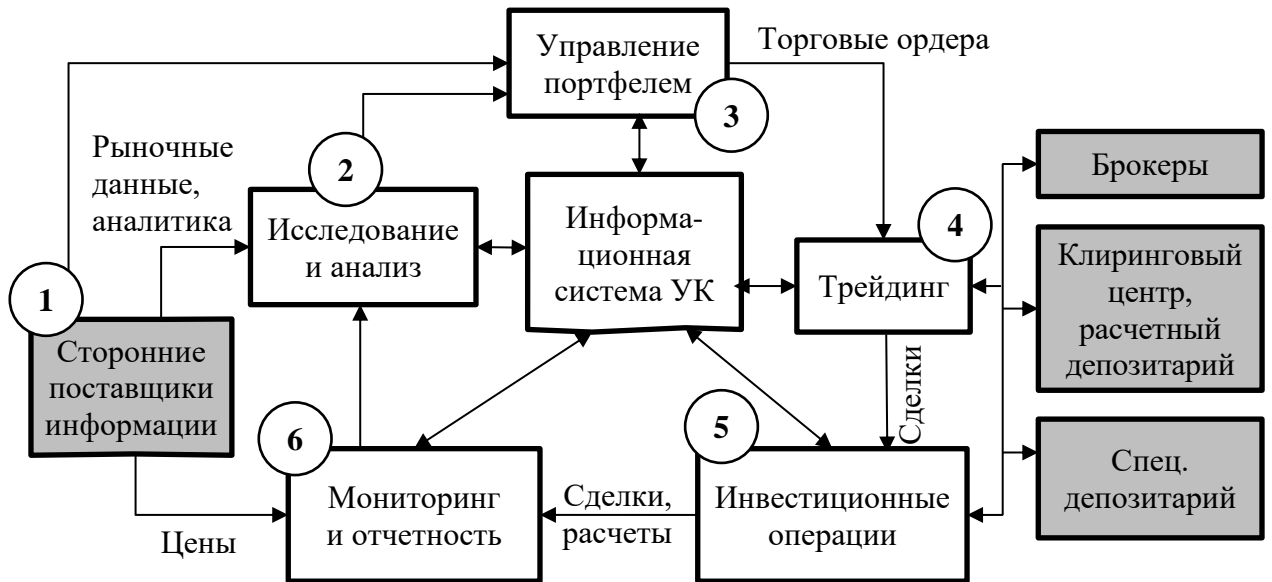 Управление
портфелем
3
Торговые ордера
Рыночные
данные,
аналитика
2
Исследование
и анализ
Информа-
ционная
система УК
4
Трейдинг
Брокеры
Клиринговый
центр,
расчетный
депозитарий
1
Сторонние
поставщики
информации
Сделки
6
Мониторинг
и отчетность
Сделки,
расчеты
5
Инвестиционные
операции
Спец.
депозитарий
Цены